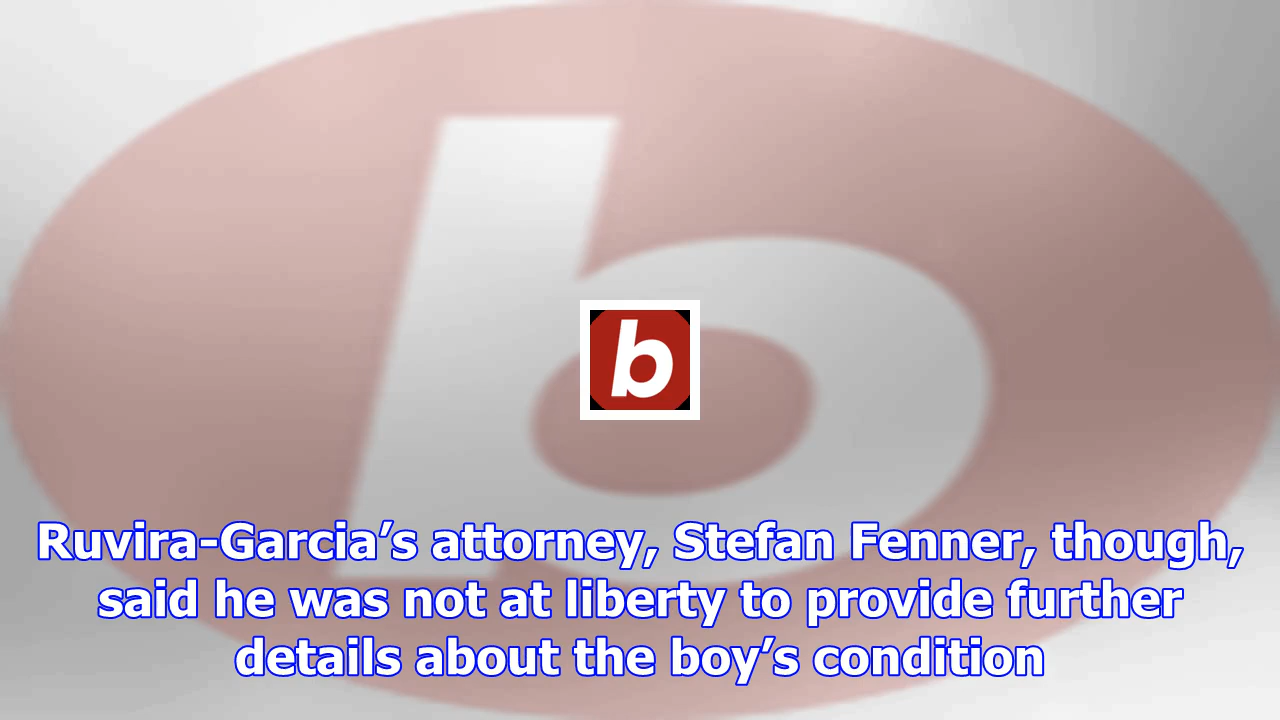 b
b
Ruvira-Garcia’s attorney, Stefan Fenner, though,
said he was not at liberty to provide further
details about the boy’s condition